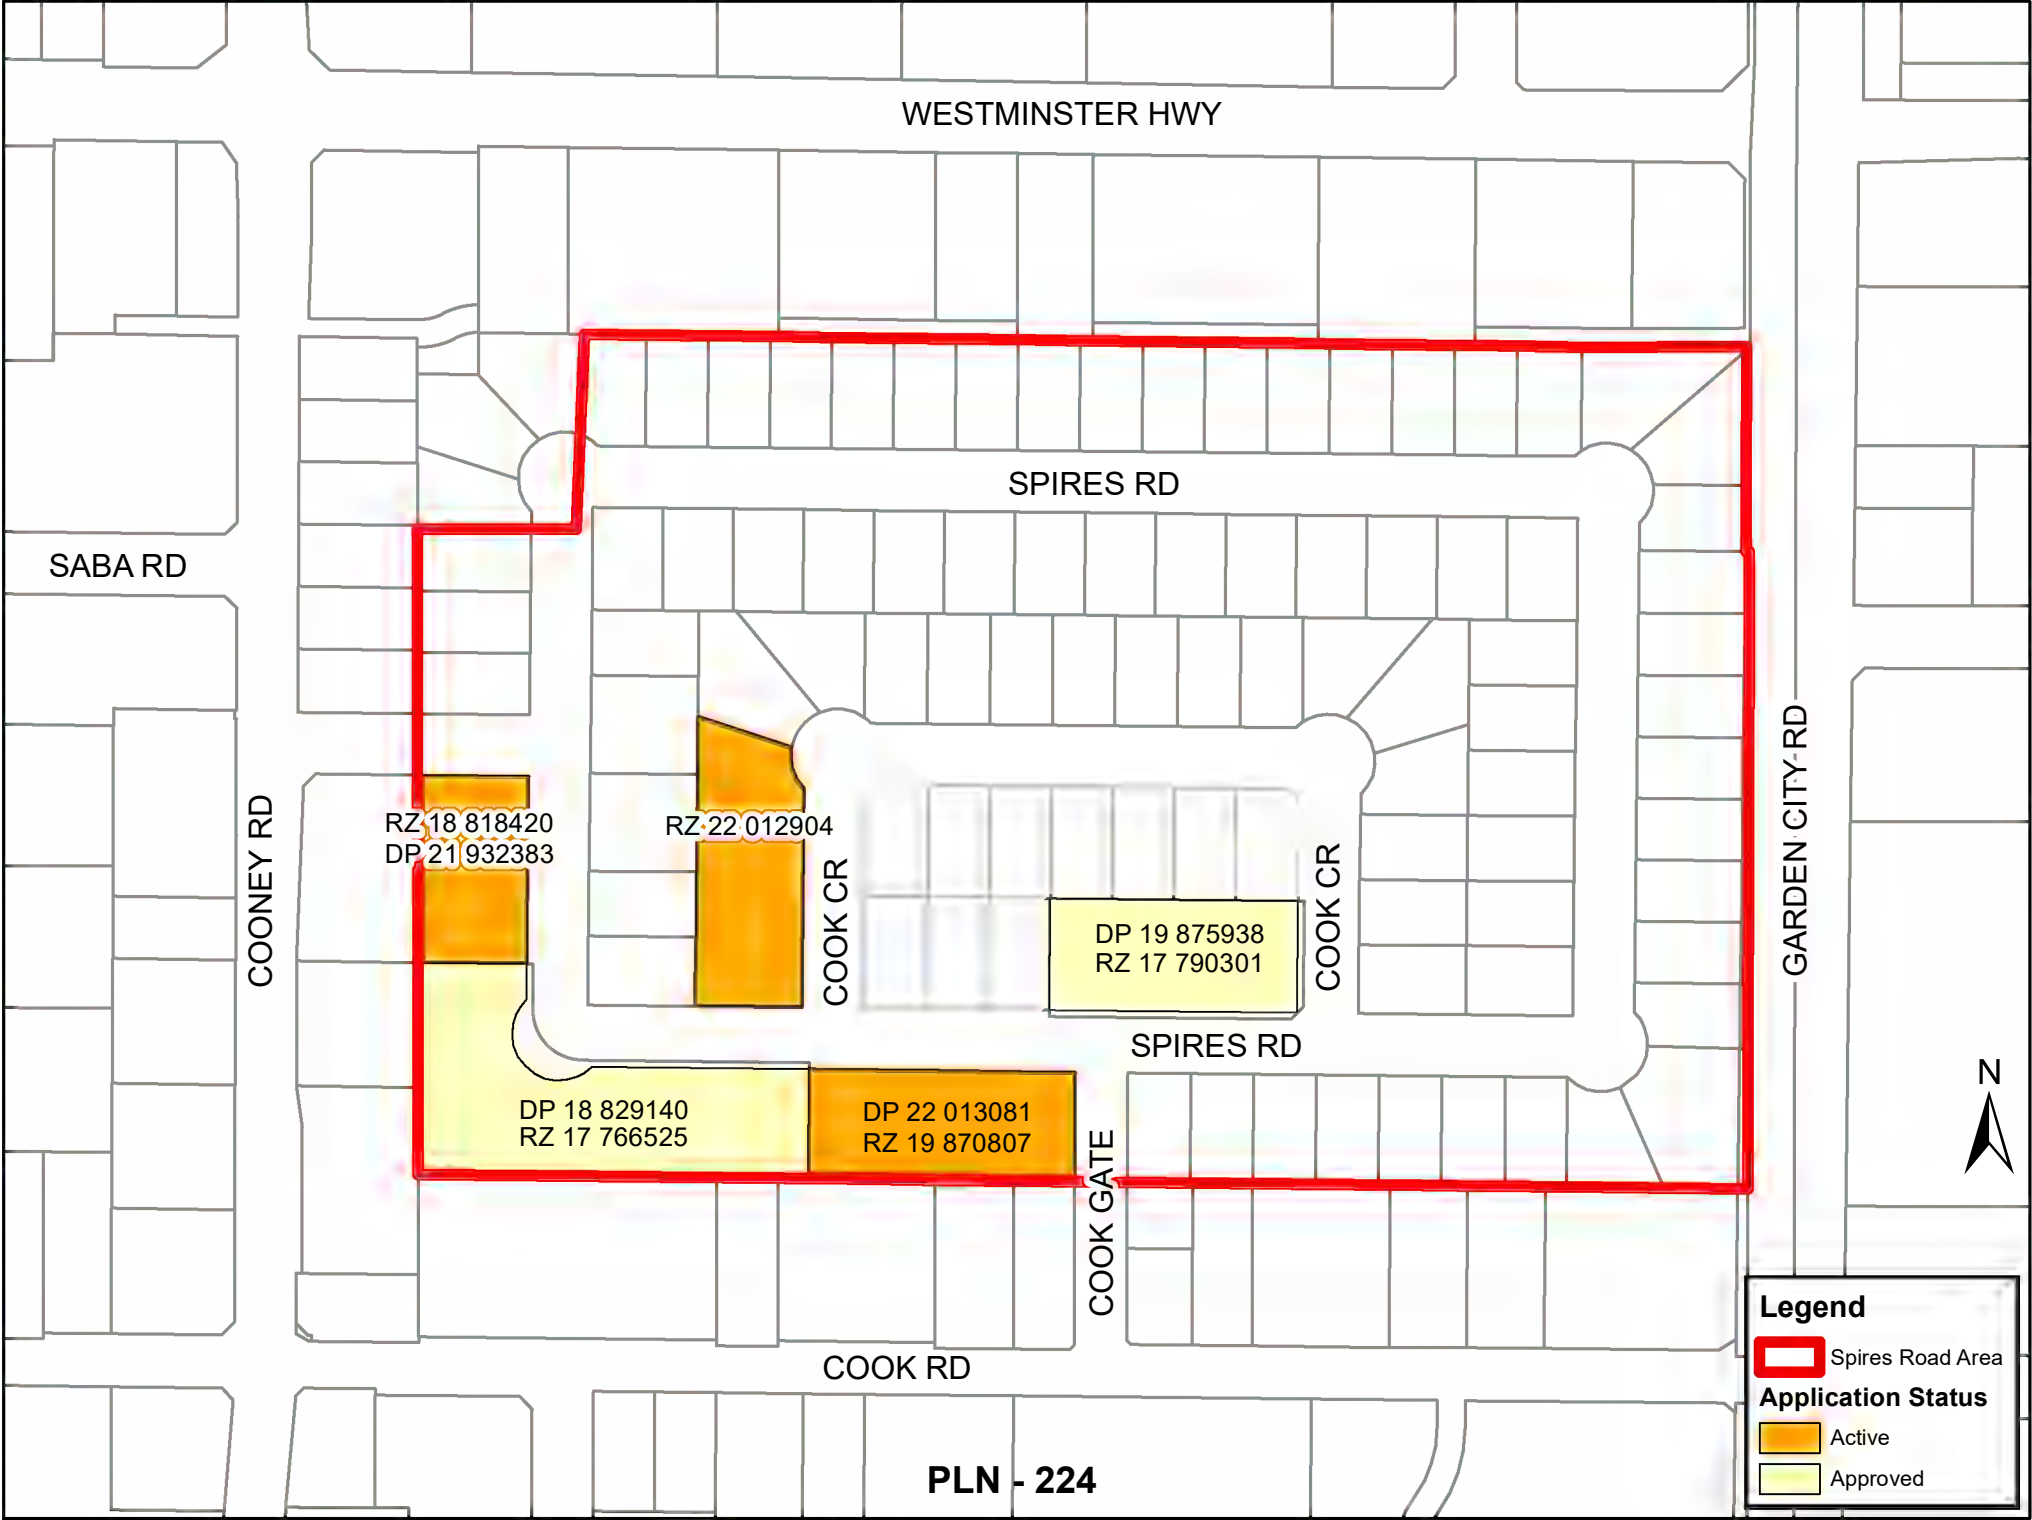 WESTMINSTER HWY
SPIRES RD
SABA RD
GARDEN CITY RD
COONEY RD
RZ 18 818420
DP 21 932383
RZ 22 012904
COOK CR
COOK CR
DP 19 875938
RZ 17 790301
SPIRES RD
N
DP 18 829140
RZ 17 766525
DP 22 013081
RZ 19 870807
COOK GATE
COOK RD
Legend
Spires Road Area
Application Status
Active
Approved
PLN - 224